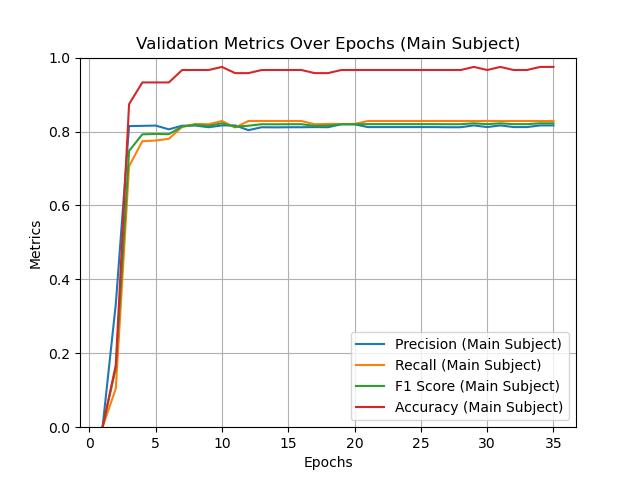 Validation Metrics Over Epochs (Main Subject)
1.0
0.8
0.6
0.4
0.2
0.0
Metrics
Precision (Main Subject)
Recall (Main Subject)
F1 Score (Main Subject)
Accuracy (Main Subject)
0 5 10 15 20 25 30 35
Epochs